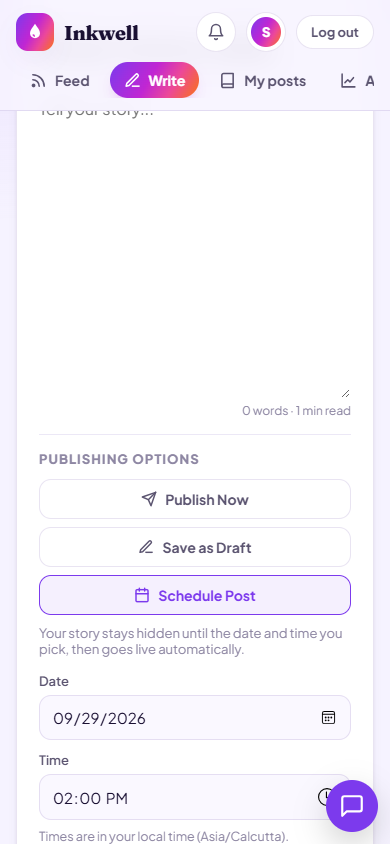 Inkwell
S
Log out
Feed
Write
My posts
A
Tell your story...
0 words · 1 min read
PUBLISHING OPTIONS
Publish Now
Save as Draft
Schedule Post
Your story stays hidden until the date and time you
pick, then goes live automatically.
Date
09/29/2026
Time
02:00 PM
Times are in your local time (Asia/Calcutta).